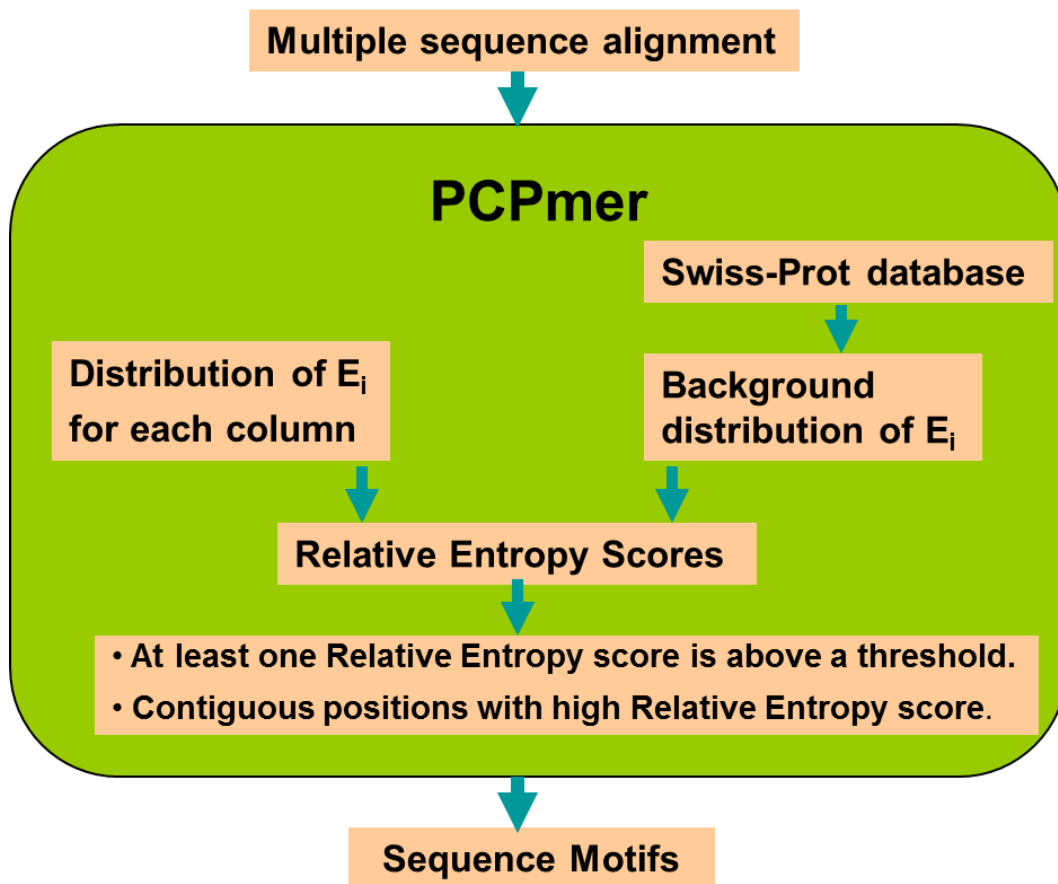 Multiple sequence alignment
PCPmer
Swiss-Prot database
Distribution of Ei
for each column
Background
distribution of Ei
Relative Entropy Scores
• At least one Relative Entropy score is above a threshold.
• Contiguous positions with high Relative Entropy score.
Sequence Motifs